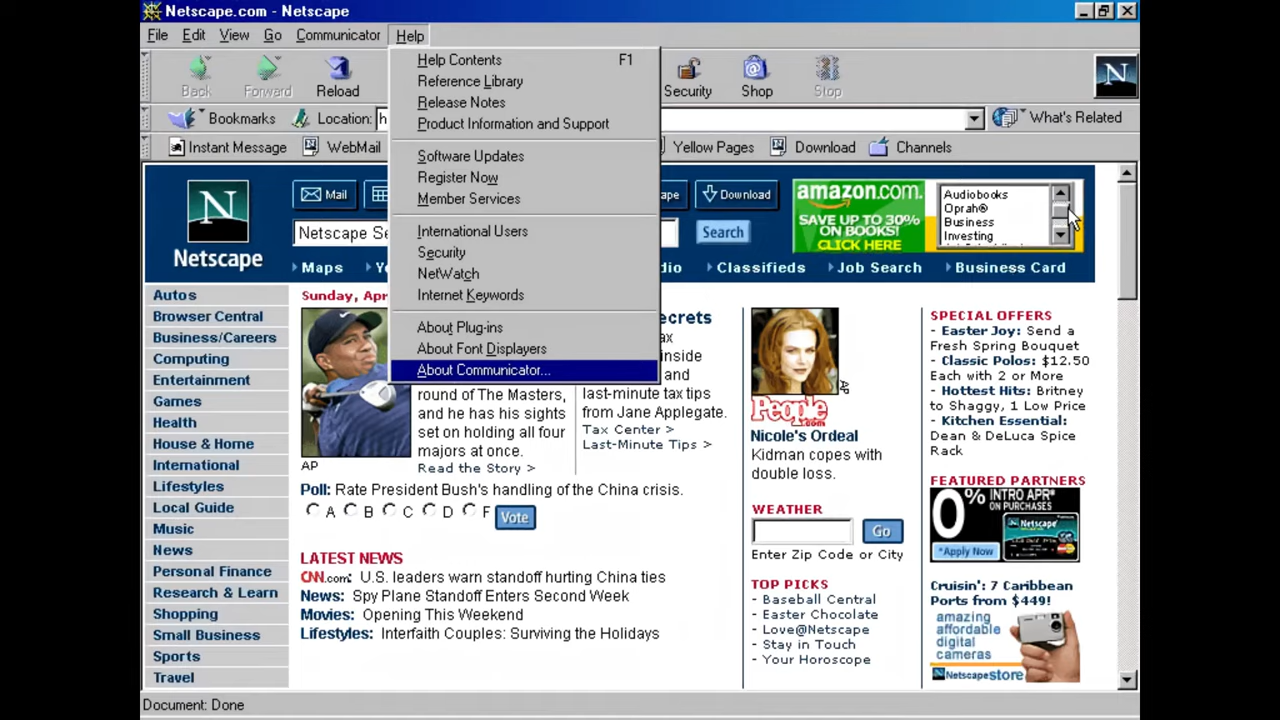 Netscape.com - Netscape
File Edit View Go Communicator Help
Back Forward Reload Security Shop Stop
N
Help Contents F1
Reference Library
Release Notes
Product Information and Support
Software Updates
Register Now
Member Services
International Users
Security
NetWatch
Internet Keywords
About Plug-ins
About Font Displayers
About Communicator...
Bookmarks Location: h What's Related
Instant Message WebMail Yellow Pages Download Channels
N
Netscape
Mail Download
Netscape Se Search
Maps Classifieds Job Search Business Card
amazon.com.
SAVE UP TO 30%
ON BOOKS!
CLICK HERE
Audiobooks
Oprah®
Business
Investing
Autos
Browser Central
Business/Careers
Computing
Entertainment
Games
Health
House & Home
International
Lifestyles
Local Guide
Music
News
Personal Finance
Research & Learn
Shopping
Small Business
Sports
Travel
Sunday, Apr
AP
round of The Masters,
and he has his sights
set on holding all four
majors at once.
Read the Story >
ecrets
ax
inside
and
last-minute tax tips
from Jane Applegate.
Tax Center >
Last-Minute Tips >
Poll: Rate President Bush's handling of the China crisis.
A B C D F Vote
LATEST NEWS
CNN.com: U.S. leaders warn standoff hurting China ties
News: Spy Plane Standoff Enters Second Week
Movies: Opening This Weekend
Lifestyles: Interfaith Couples: Surviving the Holidays
People.com
Nicole's Ordeal
Kidman copes with
double loss.
WEATHER
Go
Enter Zip Code or City
TOP PICKS
- Baseball Central
- Easter Chocolate
- Love@Netscape
- Stay in Touch
- Your Horoscope
SPECIAL OFFERS
- Easter Joy: Send a
Fresh Spring Bouquet
- Classic Polos: $12.50
Each with 2 or More
- Hottest Hits: Britney
to Shaggy, 1 Low Price
- Kitchen Essential:
Dean & DeLuca Spice
Rack
FEATURED PARTNERS
0% INTRO APR*
ON PURCHASES
Netscape
*Apply Now
Cruisin': 7 Caribbean
Ports from $449!
amazing
affordable
digital
cameras
Netscape store
Document: Done